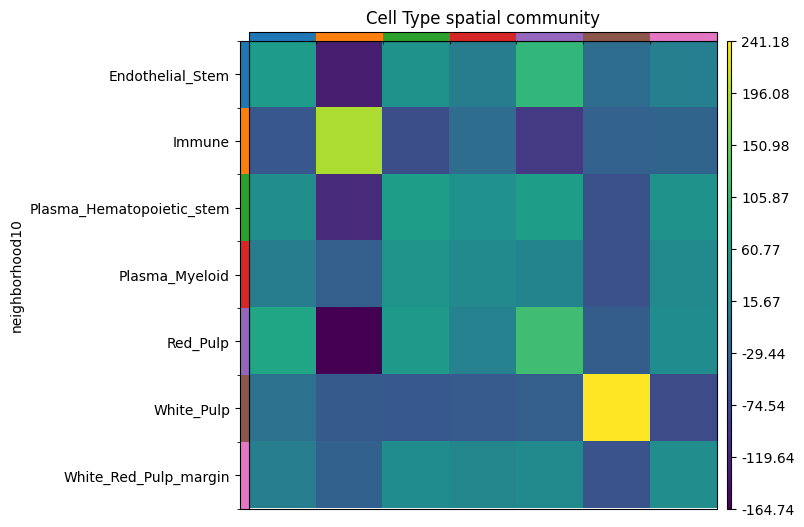 Cell Type spatial community
neighborhood10
Endothelial_Stem
Immune
Plasma_Hematopoietic_stem
Plasma_Myeloid
Red_Pulp
White_Pulp
White_Red_Pulp_margin
241.18
196.08
150.98
105.87
60.77
15.67
-29.44
-74.54
-119.64
-164.74